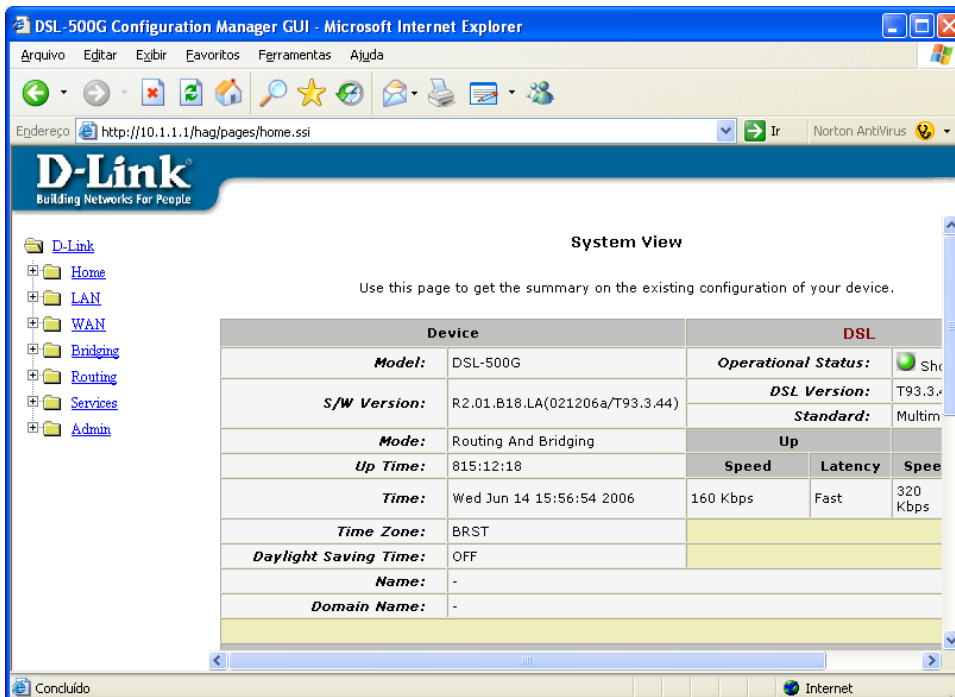 DSL-500G Configuration Manager GUI - Microsoft Internet Explorer
Arquivo Editar Exibir Favoritos Ferramentas Ajuda
Endereço http://10.1.1.1/hag/pages/home.ssi Ir Norton AntiVirus
D-Link
Building Networks For People
D-Link
Home
LAN
WAN
Bridging
Routing
Services
Admin
System View
Use this page to get the summary on the existing configuration of your device.
Device DSL
Model: DSL-500G Operational Status:
S/W Version: R2.01.B18.LA(021206a/T93.3.44) DSL Version: T93.3.
Standard: Multim
Mode: Routing And Bridging Up
Up Time: 815:12:18 Speed Latency Spee
Time: Wed Jun 14 15:56:54 2006 160 Kbps Fast 320 Kbps
Time Zone: BRST
Daylight Saving Time: OFF
Name: -
Domain Name: -
Concluído Internet